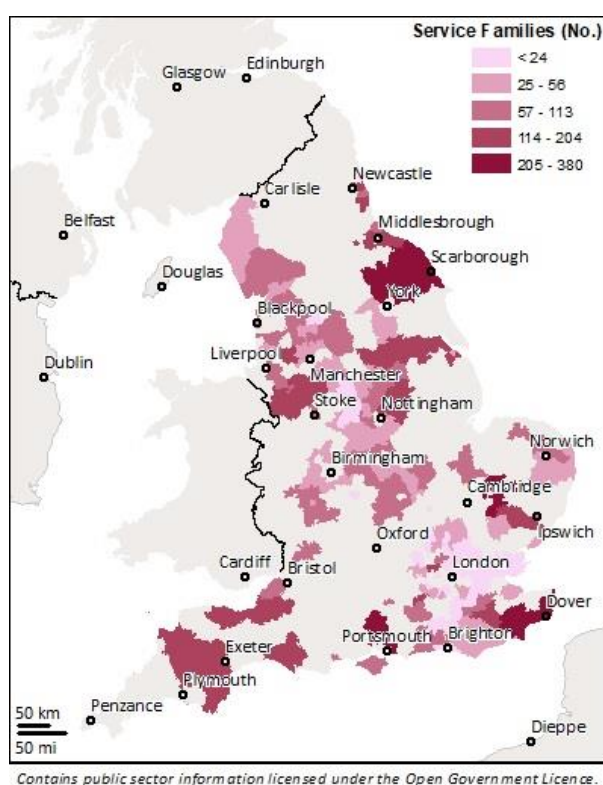 Service Families (No.)
< 24
25 - 56
57 - 113
114 - 204
205 - 380
Edinburgh
Glasgow
Newcastle
Carlisle
Belfast
Middlesbrough
Scarborough
Douglas
York
Blackpool
Liverpool
Dublin
Manchester
Stoke
Nottingham
Norwich
Birmingham
Cambridge
Ipswich
Oxford
Cardiff
London
Bristol
Dover
Portsmouth
Brighton
Exeter
Plymouth
Penzance
50 km
50 mi
Dieppe
Contains public sector information licensed under the Open Government Licence.